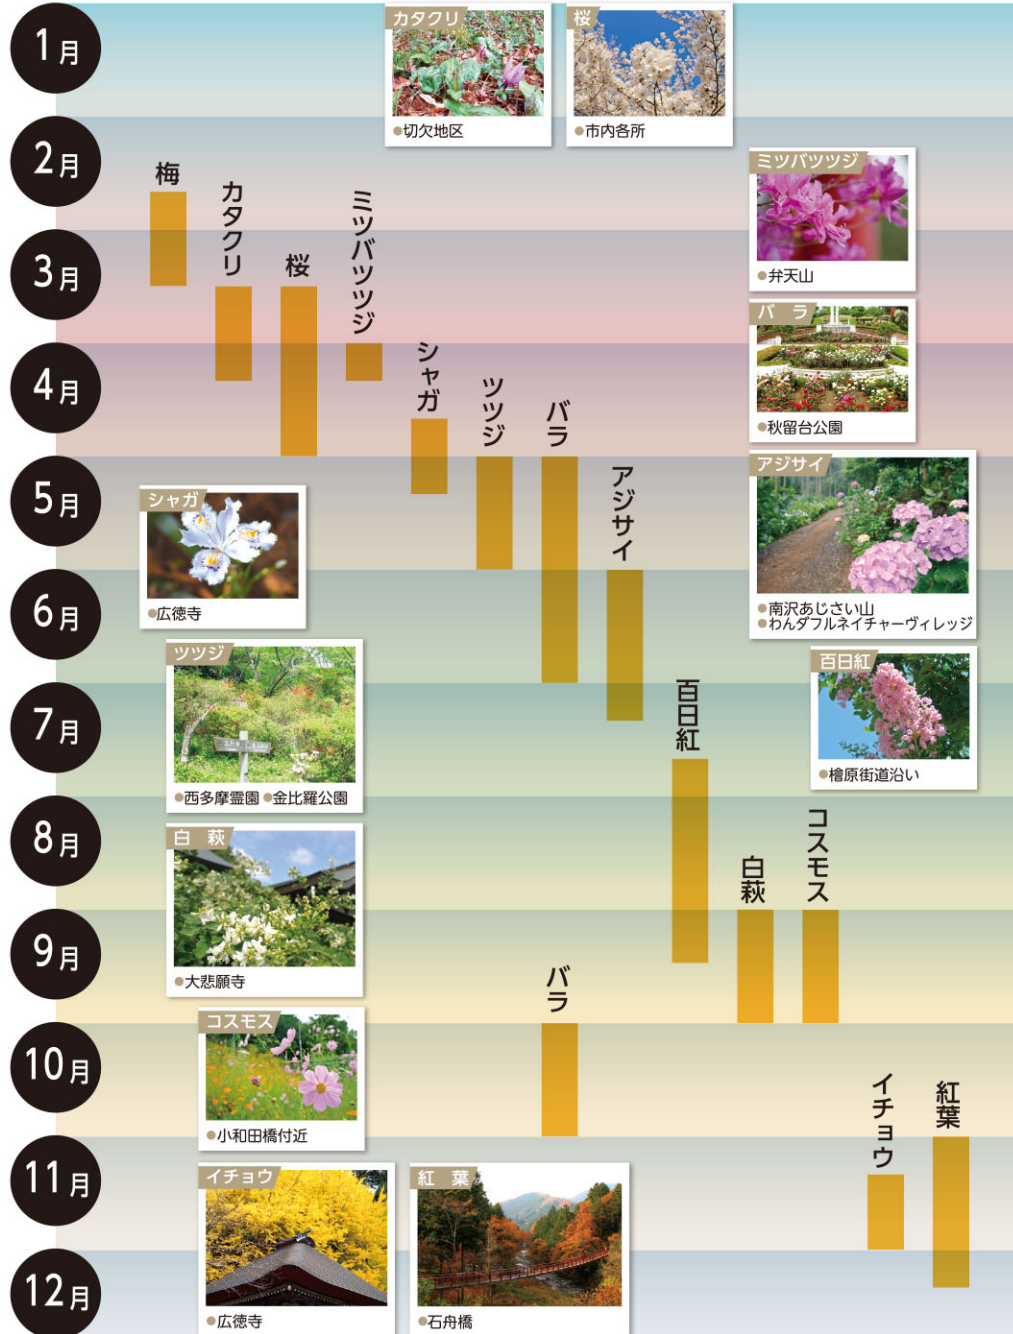 1月
カタクリ
●切欠地区
桜
●市内各所
2月
梅
カタクリ
ミツバツツジ
ミツバツツジ
●弁天山
3月
桜
バラ
●秋留台公園
4月
シャガ
ツツジ
バラ
アジサイ
アジサイ
●南沢あじさい山
●わんダフルネイチャーヴィレッジ
5月
シャガ
●広徳寺
6月
ツツジ
●西多摩霊園 ●金比羅公園
百日紅
百日紅
●檜原街道沿い
7月
8月
白萩
●大悲願寺
白萩
コスモス
9月
バラ
コスモス
●小和田橋付近
10月
イチョウ
紅葉
11月
イチョウ
●広徳寺
紅葉
●石舟橋
12月